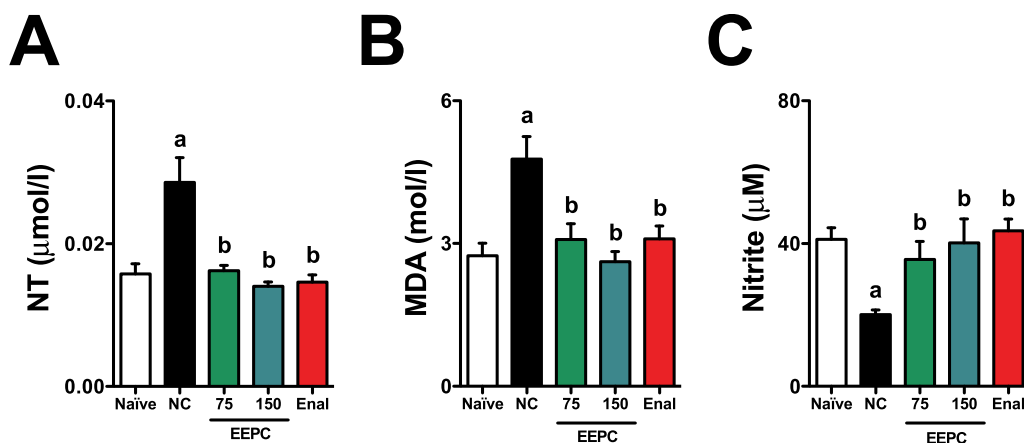 A
NT (μmol/l)
0.04
0.02
0.00
a
b
b
b
Naïve NC 75 150 Enal
EEPC
B
MDA (mol/l)
6
3
0
a
b
b
b
Naïve NC 75 150 Enal
EEPC
C
Nitrite (μM)
80
40
0
a
b
b
b
Naïve NC 75 150 Enal
EEPC